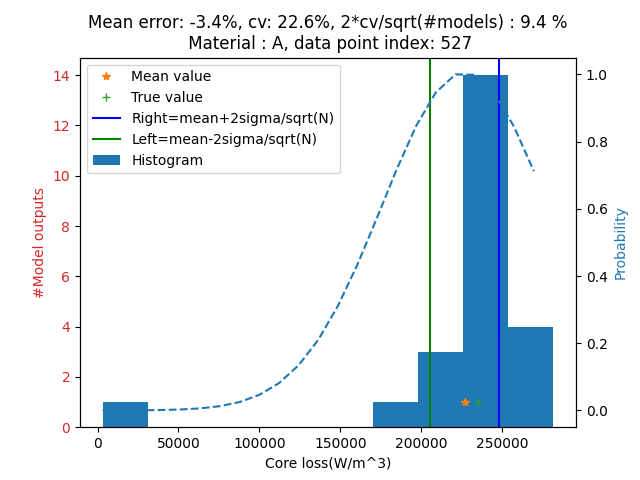 Mean error: -3.4%, cv: 22.6%, 2*cv/sqrt(#models) : 9.4 %
Material : A, data point index: 527
Mean value
True value
Right=mean+2sigma/sqrt(N)
Left=mean-2sigma/sqrt(N)
Histogram
#Model outputs
14
12
10
8
6
4
2
0
1.0
0.8
0.6
0.4
0.2
0.0
Probability
0 50000 100000 150000 200000 250000
Core loss(W/m^3)